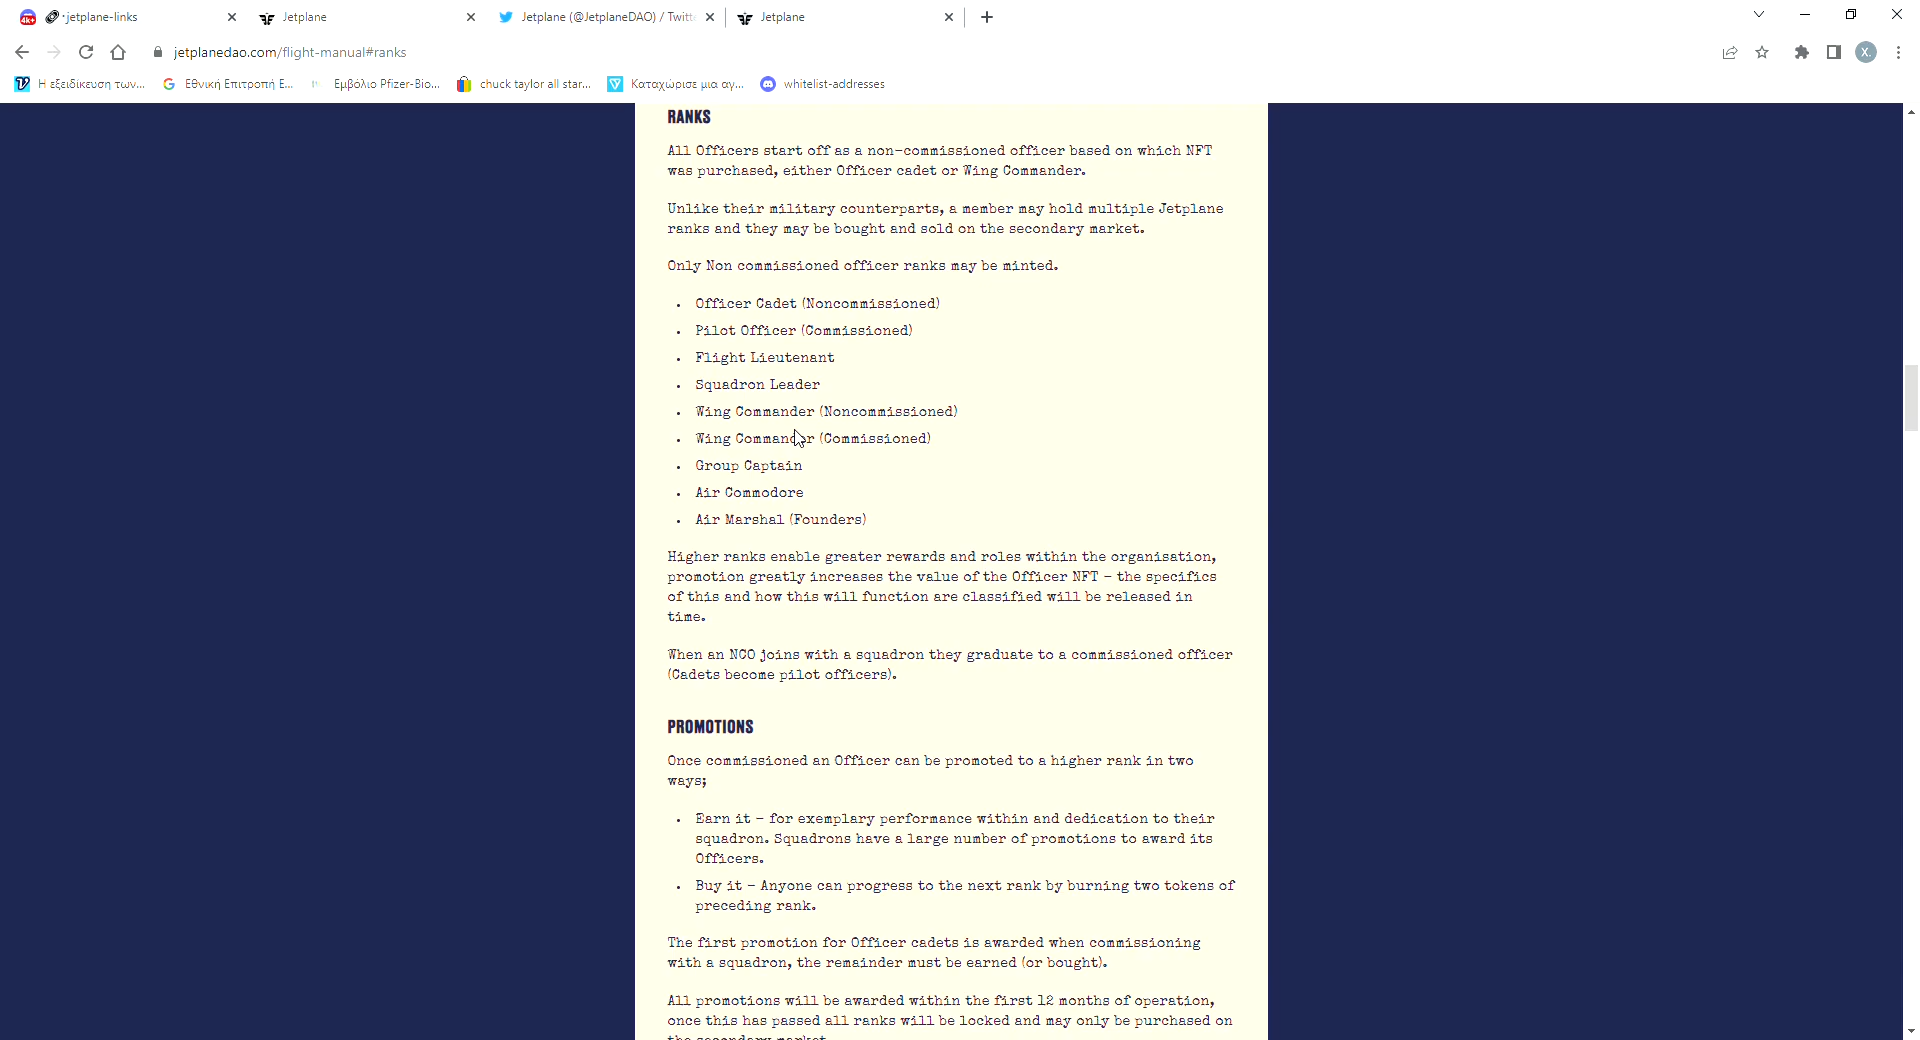 4K+ jetplane-links
Jetplane
Jetplane (@JetplaneDAO) / Twitt
Jetplane
jetplanedao.com/flight-manual#ranks
X.
Η εξειδίκευση των...
Εθνική Επιτροπή Ε...
Εμβόλιο Pfizer-Bio...
chuck taylor all star...
Καταχώρισε μια αγ...
whitelist-addresses
RANKS
All Officers start off as a non-commissioned officer based on which NFT
was purchased, either Officer cadet or Wing Commander.
Unlike their military counterparts, a member may hold multiple Jetplane
ranks and they may be bought and sold on the secondary market.
Only Non commissioned officer ranks may be minted.
• Officer Cadet (Noncommissioned)
• Pilot Officer (Commissioned)
• Flight Lieutenant
• Squadron Leader
• Wing Commander (Noncommissioned)
• Wing Commander (Commissioned)
• Group Captain
• Air Commodore
• Air Marshal (Founders)
Higher ranks enable greater rewards and roles within the organisation,
promotion greatly increases the value of the Officer NFT - the specifics
of this and how this will function are classified will be released in
time.
When an NCO joins with a squadron they graduate to a commissioned officer
(Cadets become pilot officers).
PROMOTIONS
Once commissioned an Officer can be promoted to a higher rank in two
ways;
• Earn it - for exemplary performance within and dedication to their
squadron. Squadrons have a large number of promotions to award its
Officers.
• Buy it - Anyone can progress to the next rank by burning two tokens of
preceding rank.
The first promotion for Officer cadets is awarded when commissioning
with a squadron, the remainder must be earned (or bought).
All promotions will be awarded within the first 12 months of operation,
once this has passed all ranks will be locked and may only be purchased on
the secondary market.